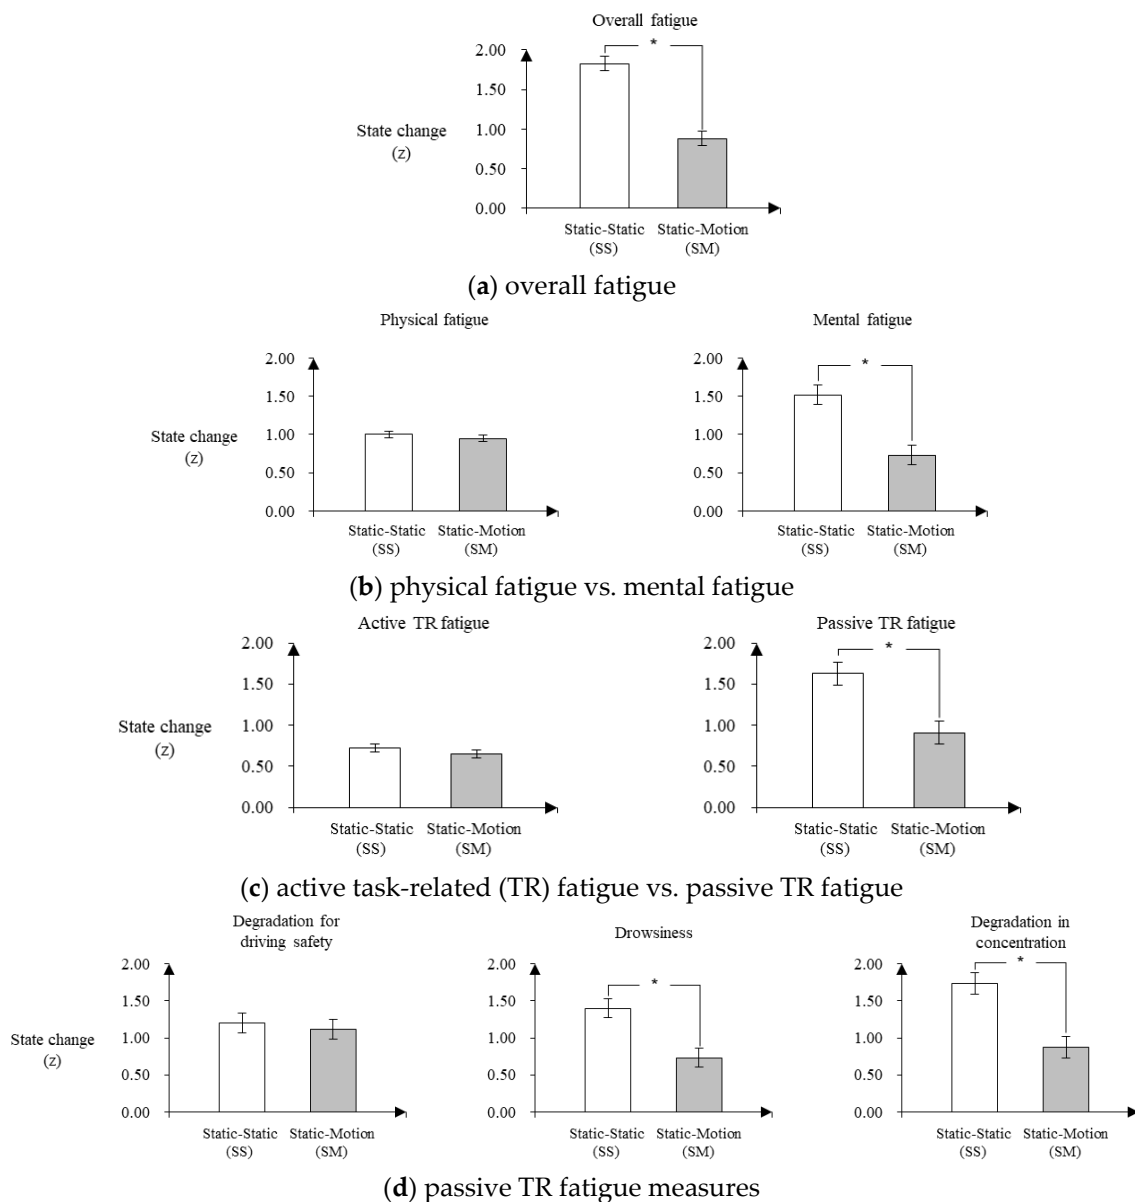 Overall fatigue
2.00
*
1.50
1.00
State change
(z)
0.50
0.00
Static-Static Static-Motion
(SS) (SM)
(a) overall fatigue
Physical fatigue Mental fatigue
2.00 2.00
*
1.50 1.50
State change
(z)
1.00 1.00
0.50 0.50
0.00 0.00
Static-Static Static-Motion Static-Static Static-Motion
(SS) (SM) (SS) (SM)
(b) physical fatigue vs. mental fatigue
Active TR fatigue Passive TR fatigue
2.00 2.00
*
1.50 1.50
State change
(z)
1.00 1.00
0.50 0.50
0.00 0.00
Static-Static Static-Motion Static-Static Static-Motion
(SS) (SM) (SS) (SM)
(c) active task-related (TR) fatigue vs. passive TR fatigue
Degradation for
driving safety
Drowsiness
Degradation in
concentration
2.00 2.00 2.00
* *
1.50 1.50 1.50
State change
(z)
1.00 1.00 1.00
0.50 0.50 0.50
0.00 0.00 0.00
Static-Static Static-Motion Static-Static Static-Motion Static-Static Static-Motion
(SS) (SM) (SS) (SM) (SS) (SM)
(d) passive TR fatigue measures